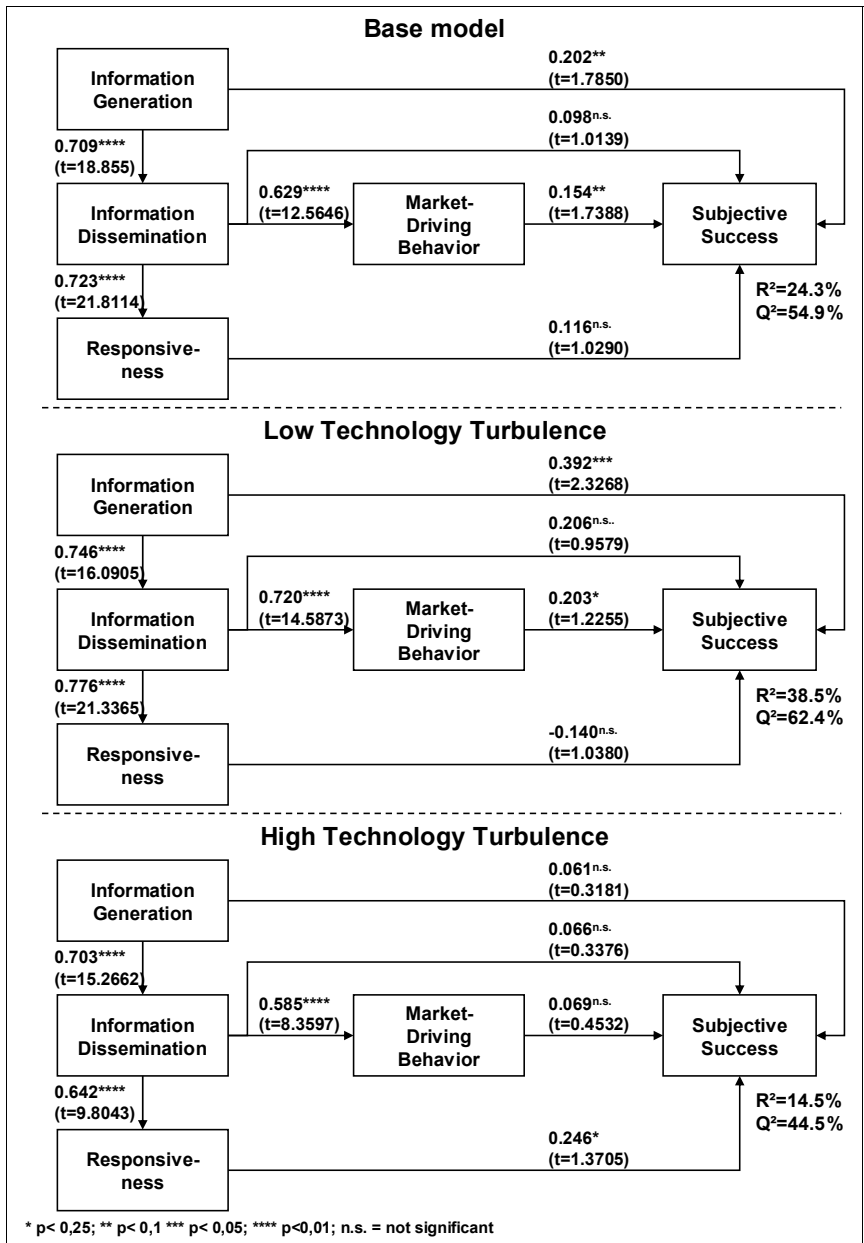 Base model
Information
Generation
0.202**
(t=1.7850)
0.098n.s.
(t=1.0139)
0.709****
(t=18.855)
Information
Dissemination
0.629****
(t=12.5646)
Market-
Driving
Behavior
0.154**
(t=1.7388)
Subjective
Success
0.723****
(t=21.8114)
R²=24.3%
Q²=54.9%
Responsive-
ness
0.116n.s.
(t=1.0290)
Low Technology Turbulence
Information
Generation
0.392***
(t=2.3268)
0.206n.s..
(t=0.9579)
0.746****
(t=16.0905)
Information
Dissemination
0.720****
(t=14.5873)
Market-
Driving
Behavior
0.203*
(t=1.2255)
Subjective
Success
0.776****
(t=21.3365)
R²=38.5%
Q²=62.4%
Responsive-
ness
-0.140n.s.
(t=1.0380)
High Technology Turbulence
Information
Generation
0.061n.s.
(t=0.3181)
0.066n.s.
(t=0.3376)
0.703****
(t=15.2662)
Information
Dissemination
0.585****
(t=8.3597)
Market-
Driving
Behavior
0.069n.s.
(t=0.4532)
Subjective
Success
0.642****
(t=9.8043)
R²=14.5%
Q²=44.5%
Responsive-
ness
0.246*
(t=1.3705)
* p< 0,25; ** p< 0,1 *** p< 0,05; **** p<0,01; n.s. = not significant